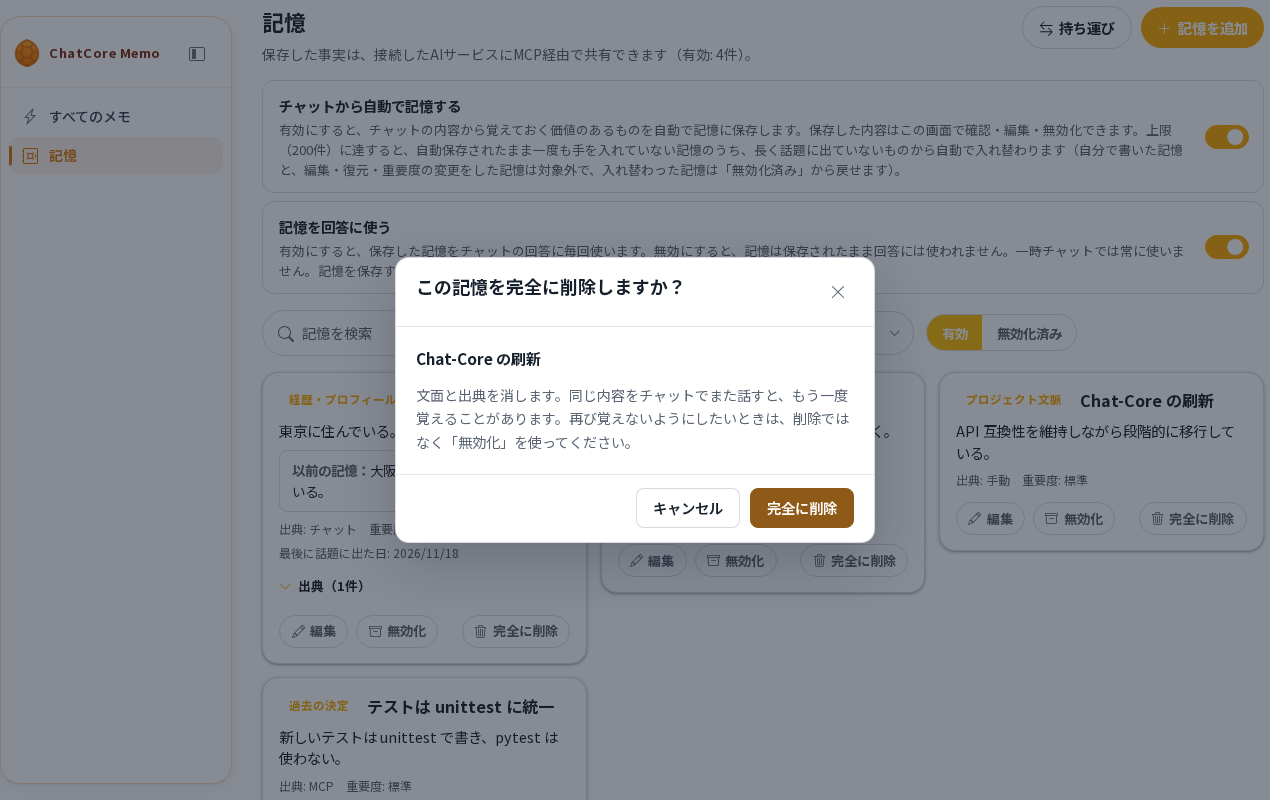 ChatCore Memo
すべてのメモ
記憶
記憶
保存した事実は、接続したAIサービスにMCP経由で共有できます（有効: 4件）。
持ち運び
記憶を追加
チャットから自動で記憶する
有効にすると、チャットの内容から覚えておく価値のあるものを自動で記憶に保存します。保存した内容はこの画面で確認・編集・無効化できます。上限
（200件）に達すると、自動保存されたまま一度も手を入れていない記憶のうち、長く話題に出ていないものから自動で入れ替わります（自分で書いた記憶
と、編集・復元・重要度の変更をした記憶は対象外で、入れ替わった記憶は「無効化済み」から戻せます）。
記憶を回答に使う
有効にすると、保存した記憶をチャットの回答に毎回使います。無効にすると、記憶は保存されたまま回答には使われません。一時チャットでは常に使いま
せん。記憶を保存す
記憶を検索
有効
無効化済み
この記憶を完全に削除しますか？
Chat-Core の刷新
文面と出典を消します。同じ内容をチャットでまた話すと、もう一度
覚えることがあります。再び覚えないようにしたいときは、削除では
なく「無効化」を使ってください。
キャンセル
完全に削除
経歴・プロフィール
東京に住んでいる。
以前の記憶：大阪
いる。
出典: チャット 重要
最後に話題に出た日: 2026/11/18
出典（1件）
編集
無効化
完全に削除
く。
編集
無効化
完全に削除
プロジェクト文脈
Chat-Core の刷新
API 互換性を維持しながら段階的に移行して
いる。
出典: 手動 重要度: 標準
編集
無効化
完全に削除
過去の決定
テストは unittest に統一
新しいテストは unittest で書き、pytest は
使わない。
出典: MCP 重要度: 標準